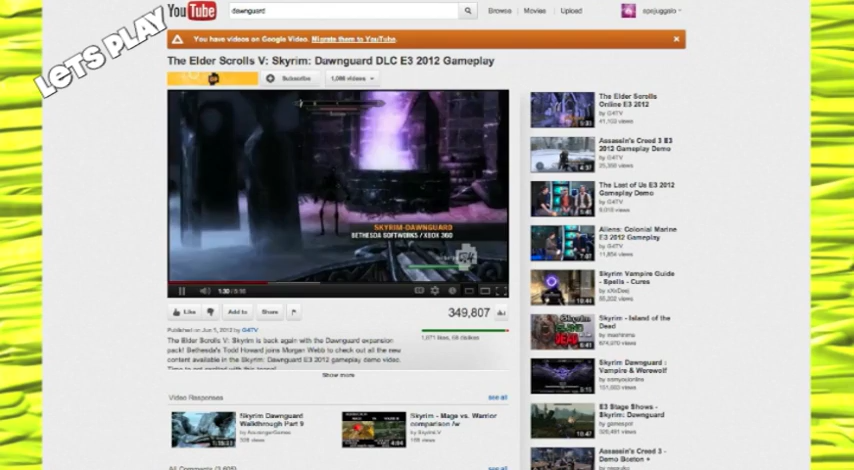 LETS PLAY
You Tube
dawnguard
Browse Movies Upload
You have videos on Google Video. Migrate them to YouTube.
The Elder Scrolls V: Skyrim: Dawnguard DLC E3 2012 Gameplay
Subscribe
SKYRIM-DAWNGUARD
BETHESDA SOFTWORKS / XBOX 360
Like
Add to
Share
349,807
Published on Jun 5, 2012 by G4TV
The Elder Scrolls V: Skyrim is back again with the Dawnguard expansion
pack! Bethesda's Todd Howard joins Morgan Webb to check out all the new
content available in the Skyrim: Dawnguard E3 2012 gameplay demo video.
Show more
Video Responses
see all
Skyrim Dawnguard
Walkthrough Part 9
Skyrim - Mage vs. Warrior
comparison /w
The Elder Scrolls
Online E3 2012
by G4TV
Assassin's Creed 3 E3
2012 Gameplay Demo
by G4TV
The Last of Us E3 2012
Gameplay Demo
by G4TV
Aliens: Colonial Marine
E3 2012 Gameplay
by G4TV
Skyrim Vampire Guide
- Spells - Cures
Skyrim - Island of the
Dead
Skyrim Dawnguard :
Vampire & Werewolf
E3 Stage Shows -
Skyrim: Dawnguard
by gamespot
Assassin's Creed 3 -
Demo Boston +
see all